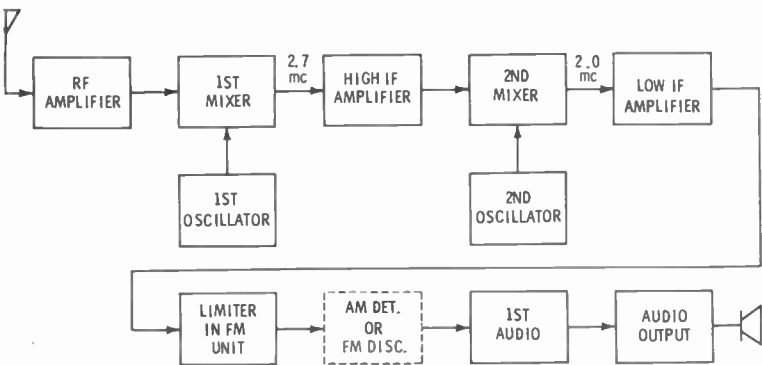 RF
AMPLIFIER
1ST
MIXER
2.7
mc
HIGH IF
AMPLIFIER
2ND
MIXER
2.0
mc
LOW IF
AMPLIFIER
1ST
OSCILLATOR
2ND
OSCILLATOR
LIMITER
IN FM
UNIT
AM DET.
OR
FM DISC.
1ST
AUDIO
AUDIO
OUTPUT